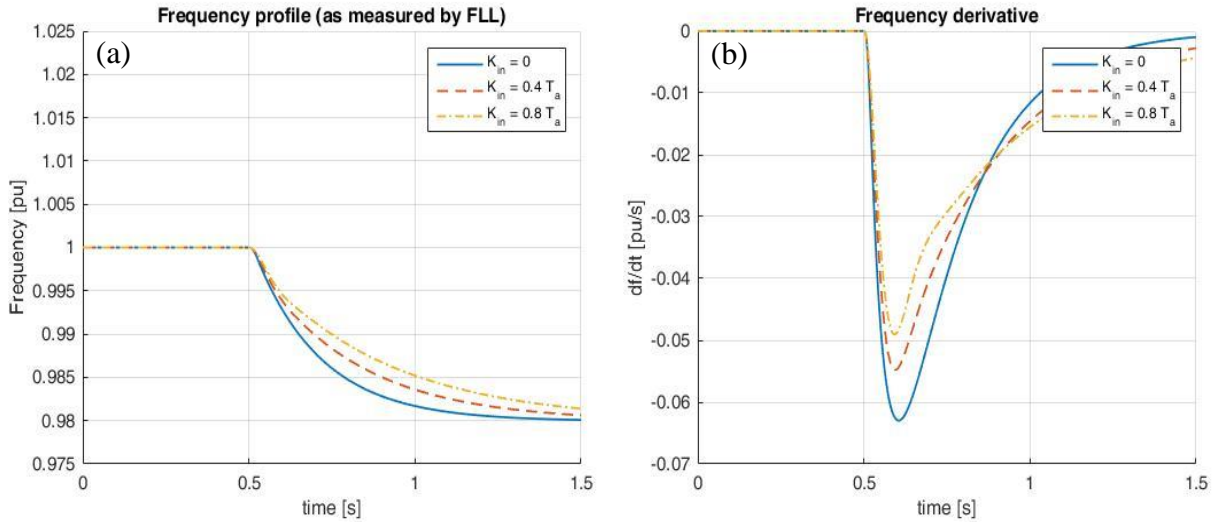 Frequency profile (as measured by FLL)
(a)
K_in = 0
K_in = 0.4 T_a
K_in = 0.8 T_a
1.025
1.02
1.015
1.01
1.005
1
0.995
0.99
0.985
0.98
0.975
Frequency [pu]
0
0.5
1
1.5
time [s]
Frequency derivative
(b)
K_in = 0
K_in = 0.4 T_a
K_in = 0.8 T_a
0
-0.01
-0.02
-0.03
-0.04
-0.05
-0.06
-0.07
df/dt [pu/s]
0
0.5
1
1.5
time [s]